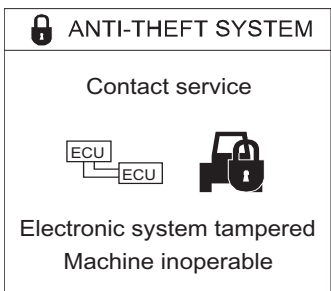 ANTI-THEFT SYSTEM
Contact service
ECU
ECU
Electronic system tampered
Machine inoperable